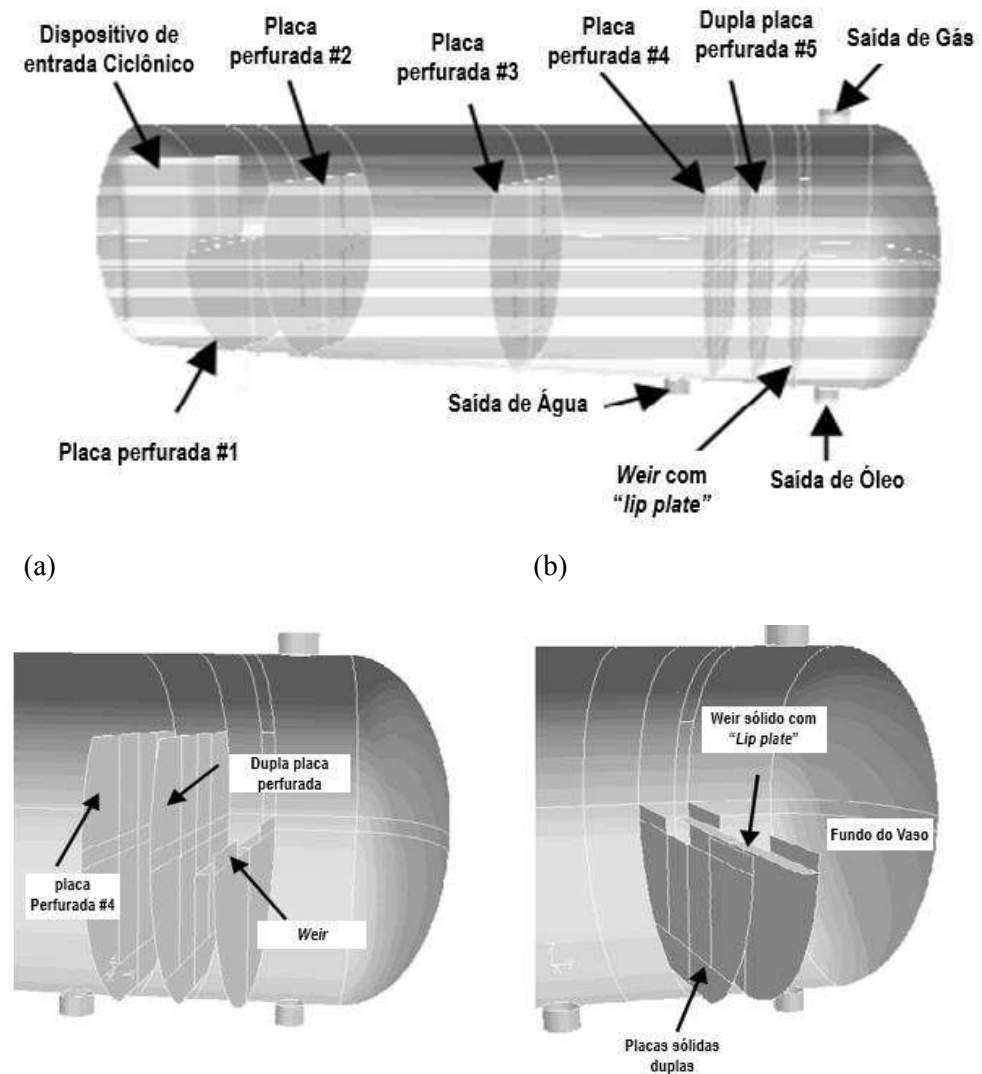 Dispositivo de
entrada Ciclônico
Placa
perfurada #2
Placa
perfurada #3
Placa
perfurada #4
Dupla placa
perfurada #5
Saída de Gás
Placa perfurada #1
Saída de Água
Weir com
“lip plate”
Saída de Óleo
(a)
(b)
Dupla placa
perfurada
placa
Perfurada #4
Weir
Weir sólido com
“Lip plate”
Fundo do Vaso
Placas sólidas
duplas